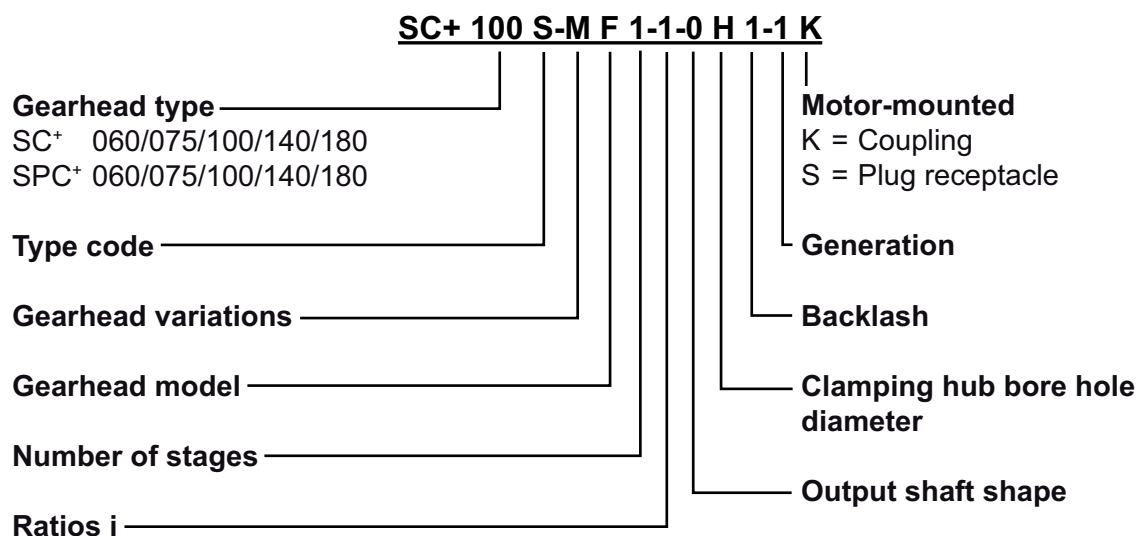 SC+ 100 S-M F 1-1-0 H 1-1 K
Gearhead type
SC⁺ 060/075/100/140/180
SPC⁺ 060/075/100/140/180
Type code
Gearhead variations
Gearhead model
Number of stages
Ratios i
Motor-mounted
K = Coupling
S = Plug receptacle
Generation
Backlash
Clamping hub bore hole
diameter
Output shaft shape